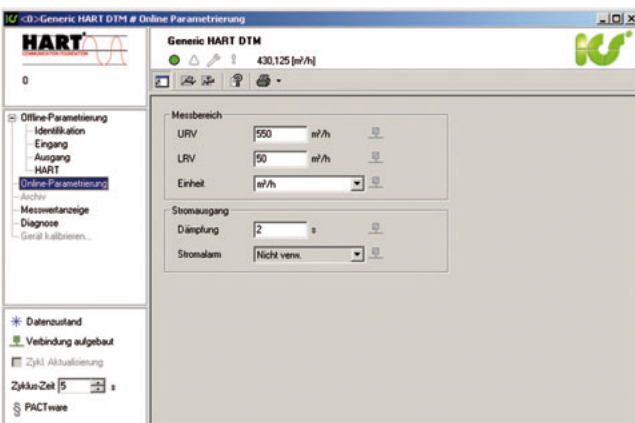 <0>Generic HART DTM # Online Parametrierung
HART
COMMUNICATION FOUNDATION
0
Generic HART DTM
430,125 [m³/h]
Offline-Parametrierung
Identifikation
Eingang
Ausgang
HART
Online-Parametrierung
Archiv
Messwertanzeige
Diagnose
Gerät kalibrieren...
Messbereich
URV 550 m³/h
LRV 50 m³/h
Einheit m³/h
Stromausgang
Dämpfung 2 s
Stromalarm Nicht verw.
Datenzustand
Verbindung aufgebaut
Zykl. Aktualisierung
Zyklus-Zeit 5 s
§ PACTware